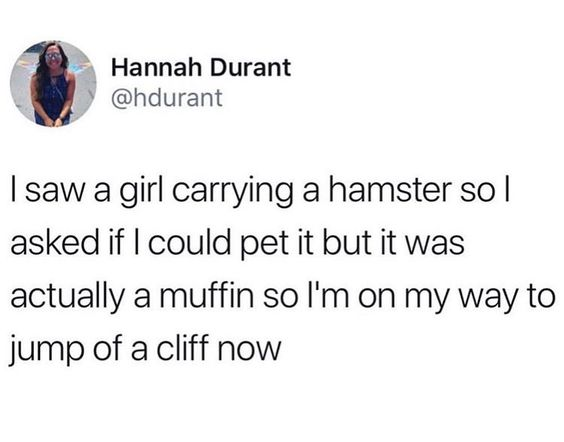 Hannah Durant
@hdurant
I saw a girl carrying a hamster so I
asked if I could pet it but it was
actually a muffin so I'm on my way to
jump of a cliff now